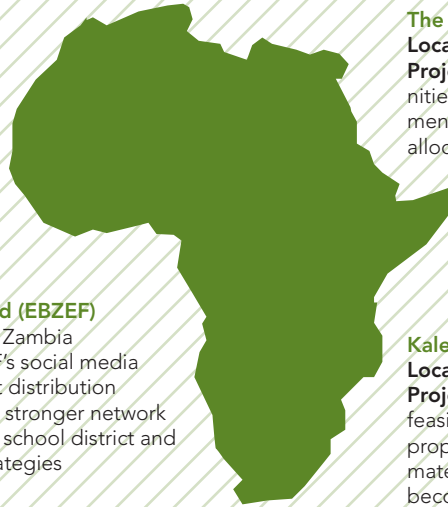 The
Loca
Proj
nitie
men
alloc
d (EBZEF)
Zambia
's social media
t distribution
stronger network
school district and
ategies
Kale
Loca
Proj
feasi
prop
mate
beco